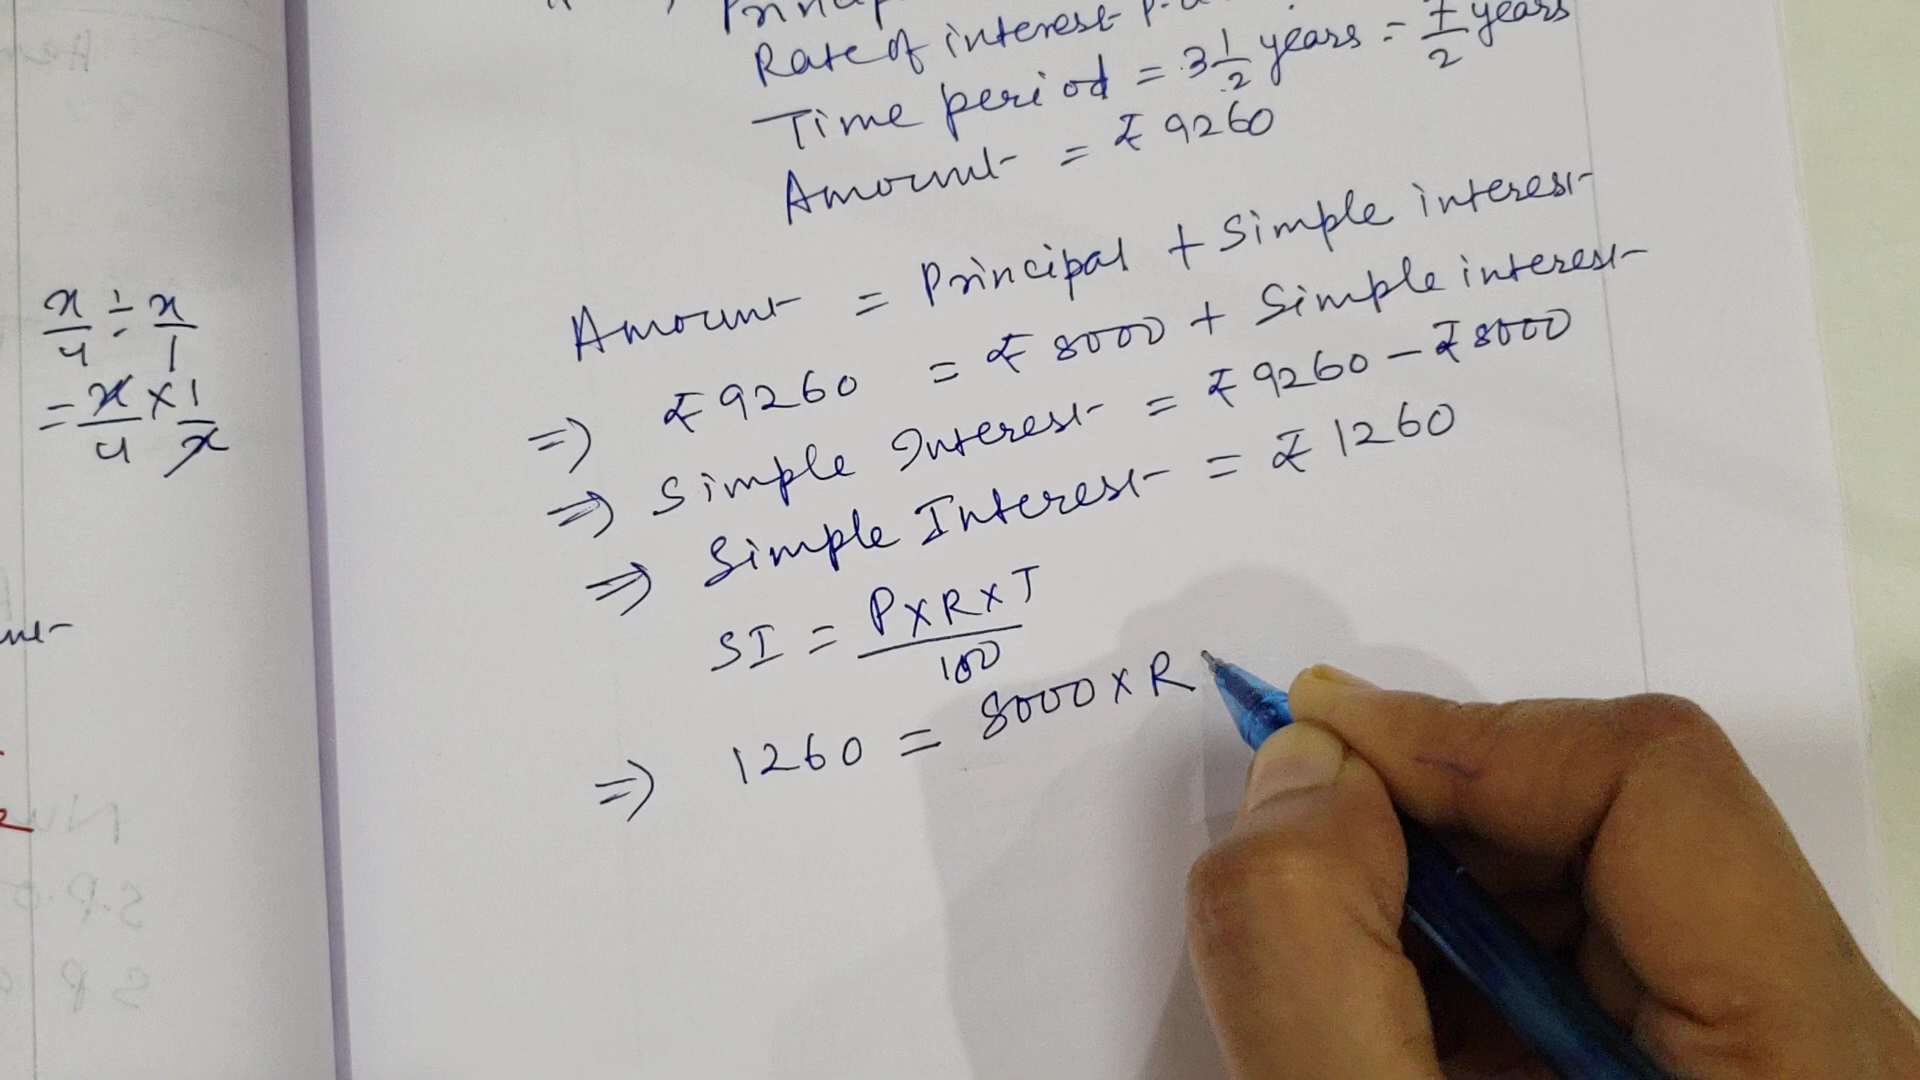 Rate of interest
Time period = 3 1/2 years = 7/2 years
Amount = ₹ 9260
Amount = Principal + Simple interest
⇒ ₹ 9260 = ₹ 8000 + Simple interest
⇒ Simple Interest = ₹ 9260 - ₹ 8000
⇒ Simple Interest = ₹ 1260
SI = P×R×T/100
⇒ 1260 = 8000 × R
x/4 ÷ x/1
= x/4 × 1/x